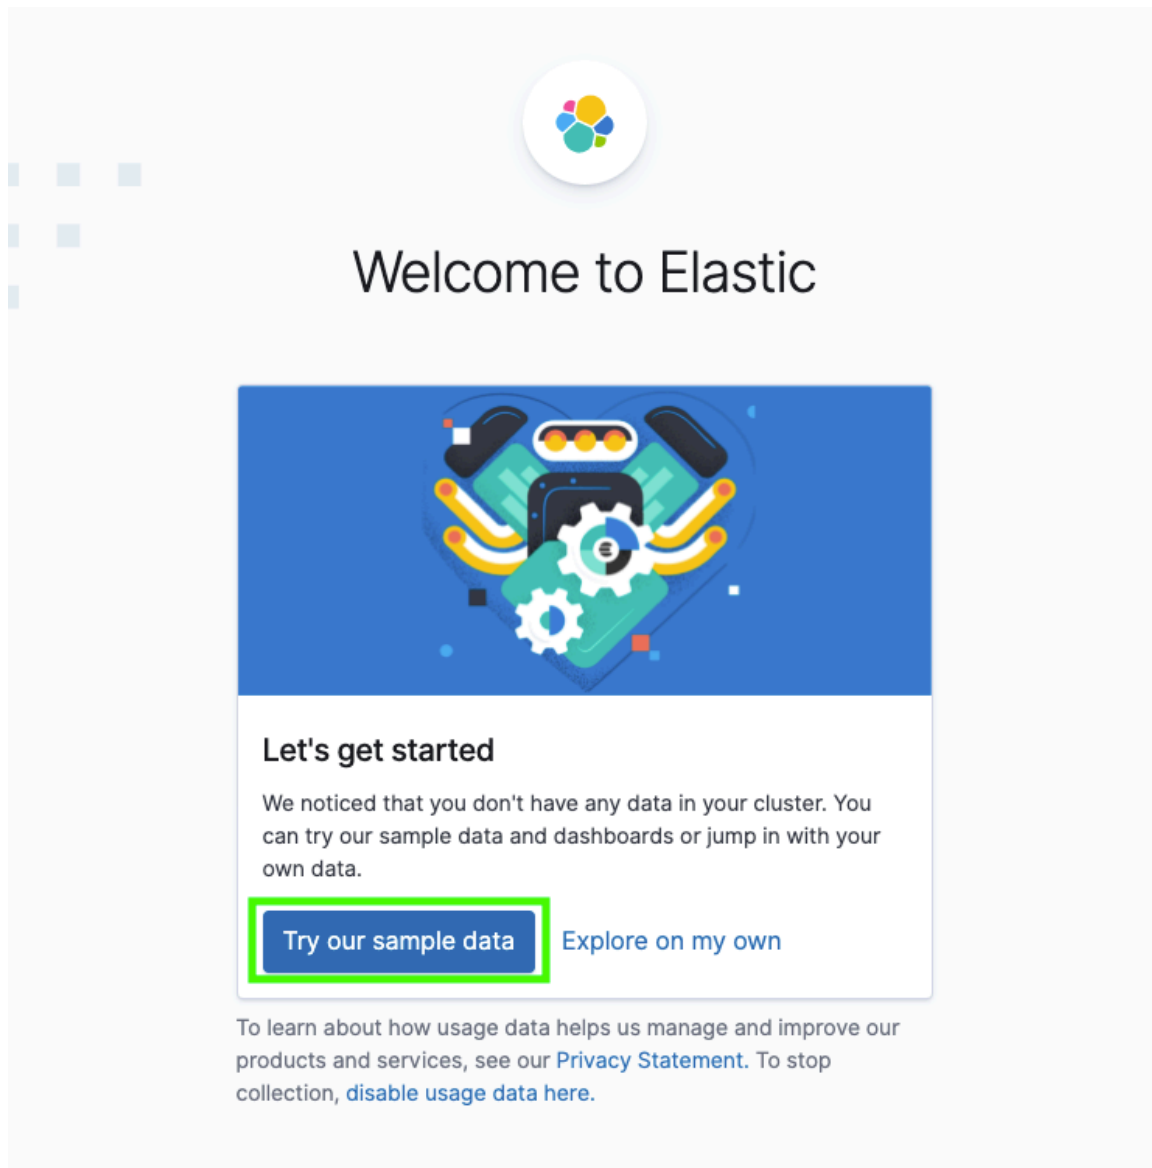 Welcome to Elastic
Let's get started
We noticed that you don't have any data in your cluster. You
can try our sample data and dashboards or jump in with your
own data.
Try our sample data
Explore on my own
To learn about how usage data helps us manage and improve our
products and services, see our Privacy Statement. To stop
collection, disable usage data here.